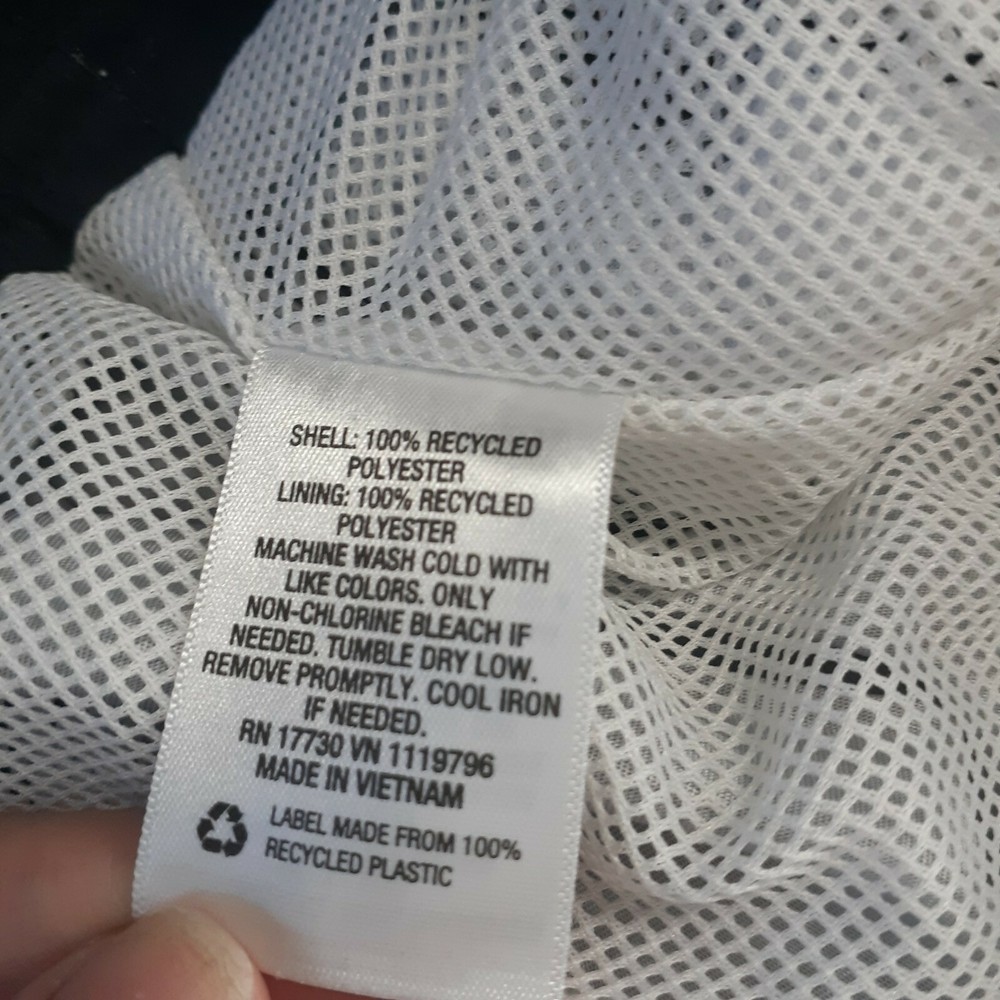 SHELL: 100% RECYCLED
POLYESTER
LINING: 100% RECYCLED
POLYESTER
MACHINE WASH COLD WITH
LIKE COLORS. ONLY
NON-CHLORINE BLEACH IF
NEEDED. TUMBLE DRY LOW.
REMOVE PROMPTLY. COOL IRON
IF NEEDED.
RN 17730 VN 1119796
MADE IN VIETNAM
LABEL MADE FROM 100%
RECYCLED PLASTIC